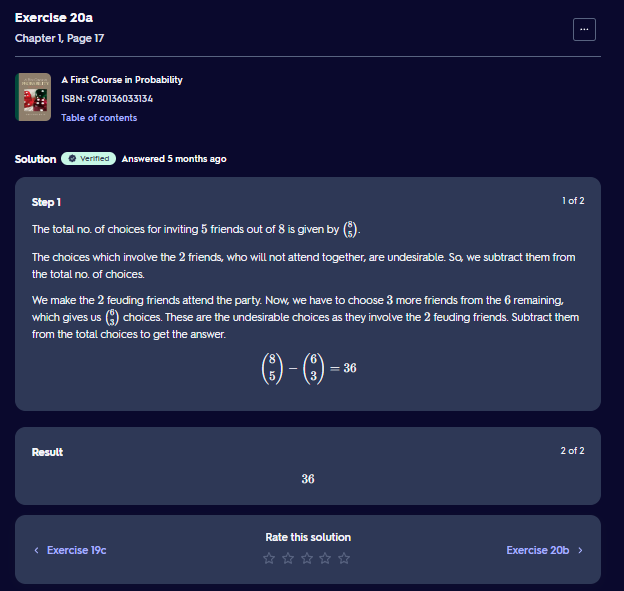 Exercise 20a
Chapter 1, Page 17
...
A First Course in Probability
ISBN: 9780136033134
Table of contents
Solution Verified Answered 5 months ago
Step 1 1 of 2
The total no. of choices for inviting 5 friends out of 8 is given by (8 5).
The choices which involve the 2 friends, who will not attend together, are undesirable. So, we subtract them from
the total no. of choices.
We make the 2 feuding friends attend the party. Now, we have to choose 3 more friends from the 6 remaining,
which gives us (6 3) choices. These are the undesirable choices as they involve the 2 feuding friends. Subtract them
from the total choices to get the answer.
(8 5) − (6 3) = 36
Result 2 of 2
36
Rate this solution
‹ Exercise 19c Exercise 20b ›